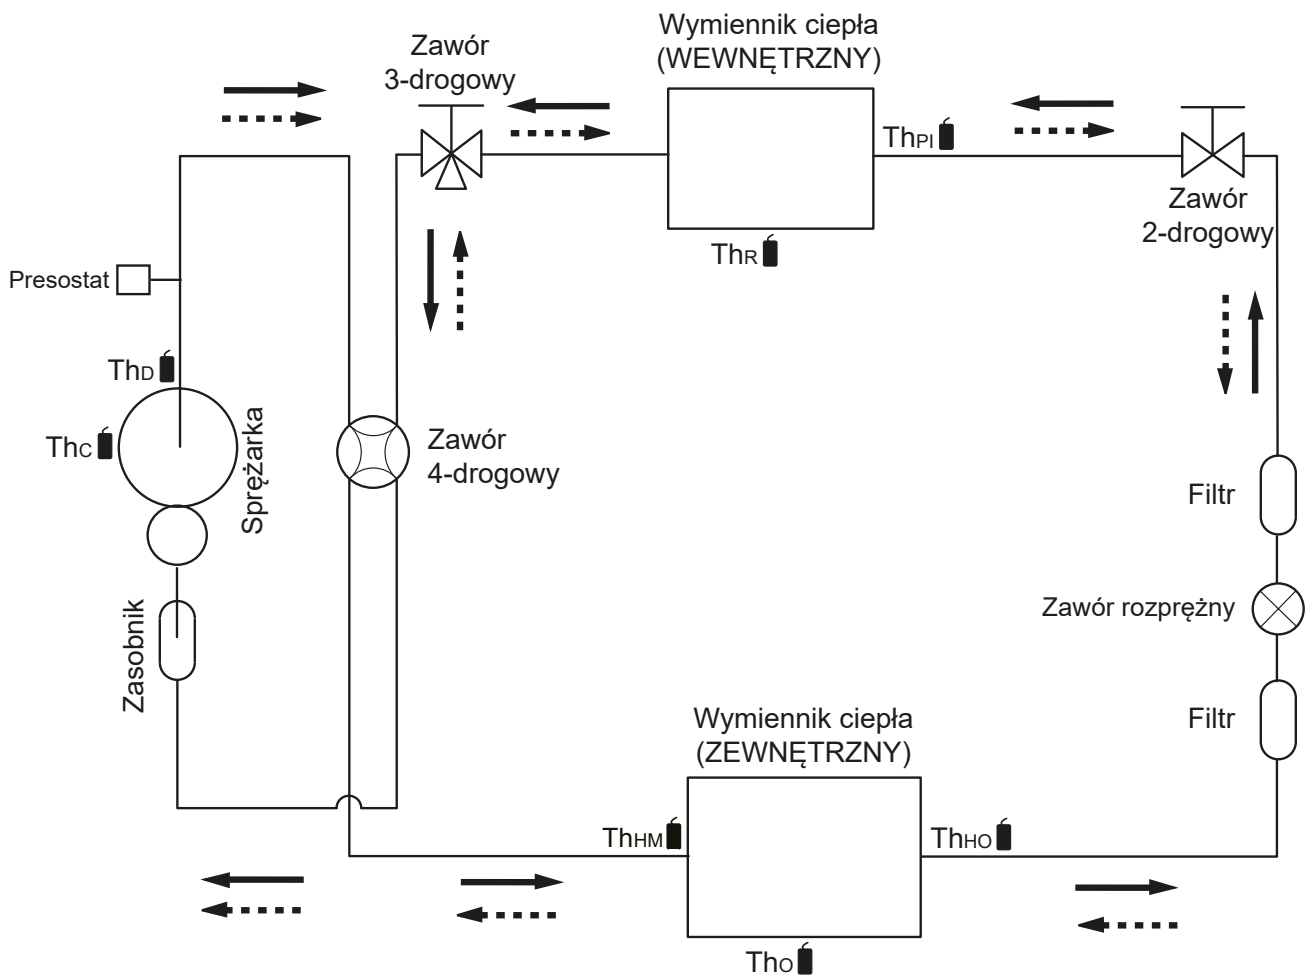 Wymiennik ciepła
(WEWNĘTRZNY)
Zawór
3-drogowy
ThPI
Zawór
2-drogowy
ThR
Presostat
ThD
ThC
Sprężarka
Zawór
4-drogowy
Filtr
Zawór rozprężny
Zasobnik
Filtr
Wymiennik ciepła
(ZEWNĘTRZNY)
ThHM
ThHO
ThO